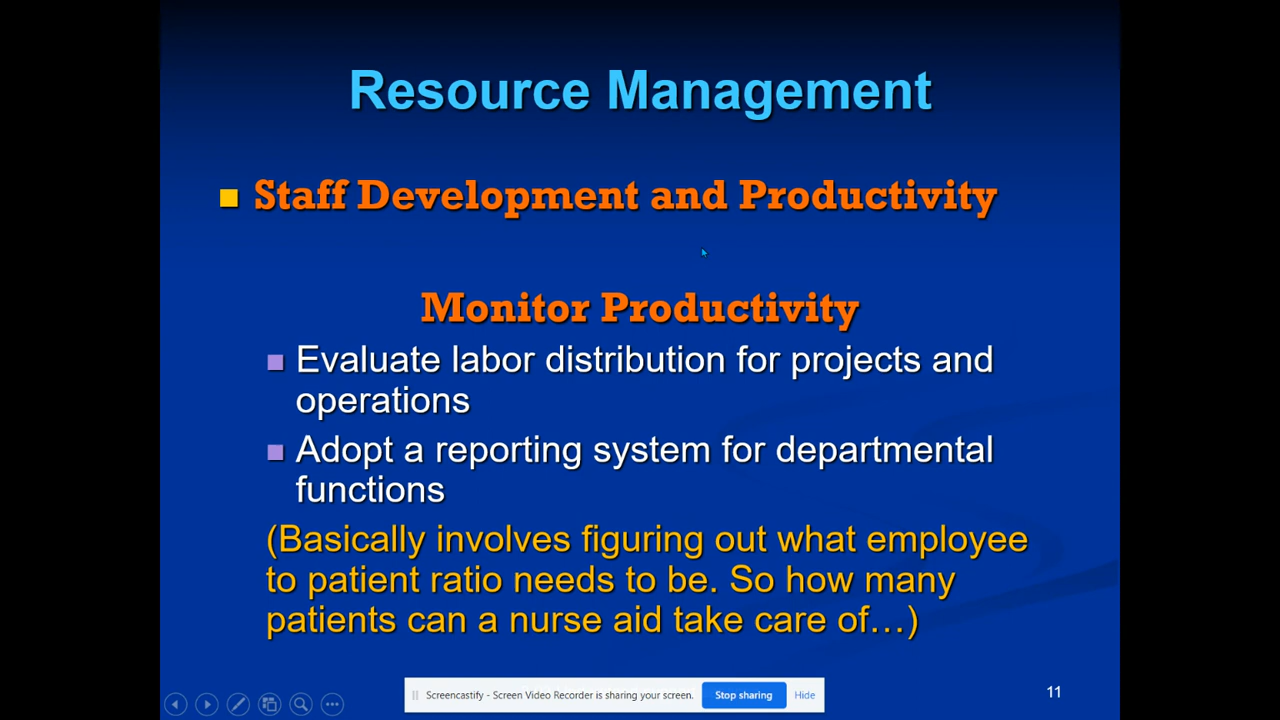 Resource Management
Staff Development and Productivity
Monitor Productivity
Evaluate labor distribution for projects and
operations
Adopt a reporting system for departmental
functions
(Basically involves figuring out what employee
to patient ratio needs to be. So how many
patients can a nurse aid take care of…)
Screencastify - Screen Video Recorder is sharing your screen. Stop sharing Hide
11